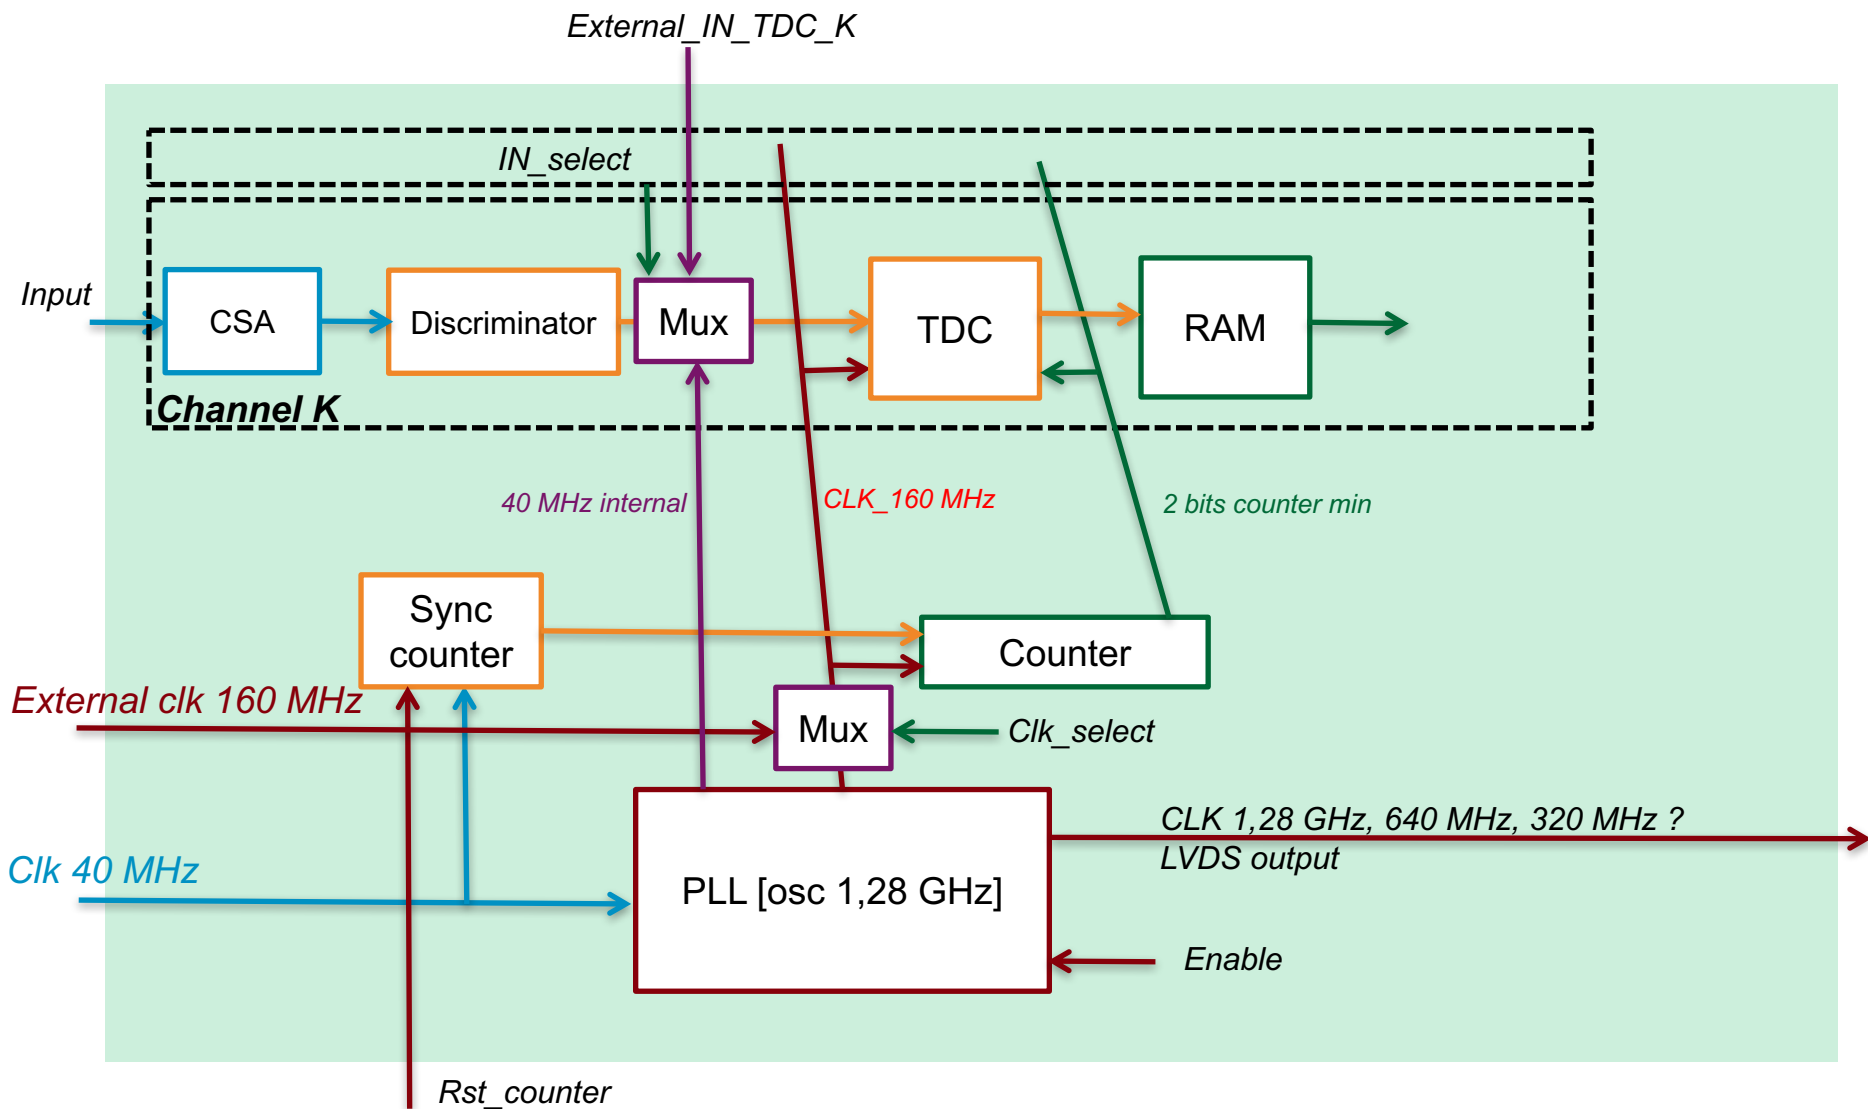 External_IN_TDC_K
IN_select
Input
CSA
Discriminator
Mux
TDC
RAM
Channel K
40 MHz internal
CLK_160 MHz
2 bits counter min
Sync
counter
Counter
External clk 160 MHz
Mux
Clk_select
CLK 1,28 GHz, 640 MHz, 320 MHz ?
LVDS output
Clk 40 MHz
PLL [osc 1,28 GHz]
Enable
Rst_counter